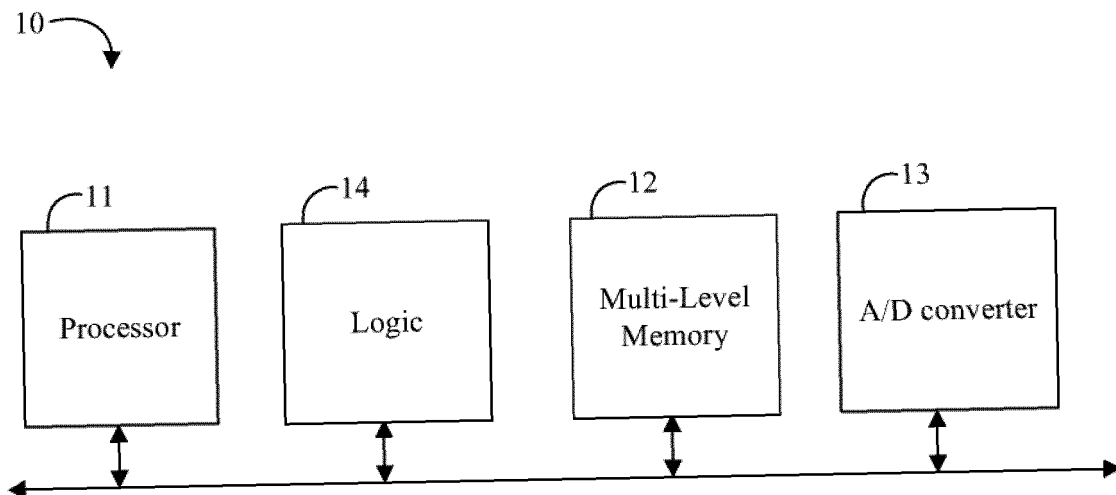 10
11
14
12
13
Processor
Logic
Multi-Level
Memory
A/D converter